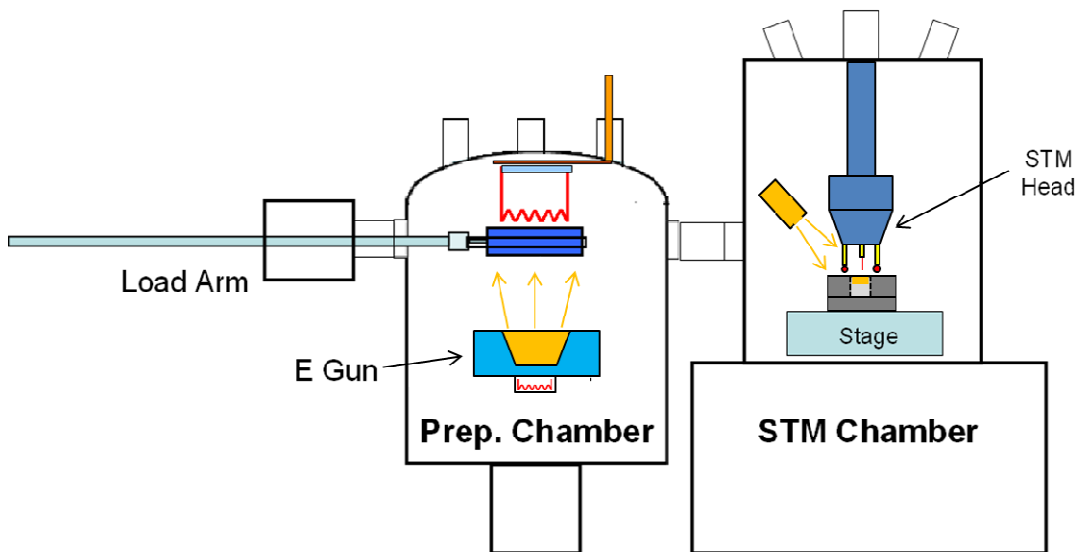 STM
Head
Load Arm
Stage
E Gun
Prep. Chamber
STM Chamber